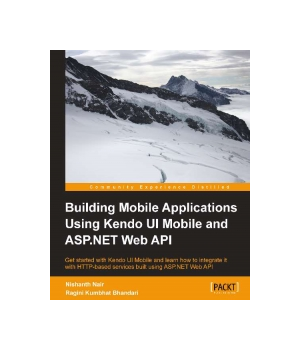 Community Experience Distilled
Building Mobile Applications
Using Kendo UI Mobile and
ASP.NET Web API
Get started with Kendo UI Mobile and learn how to integrate it
with HTTP-based services built using ASP.NET Web API
Nishanth Nair
Ragini Kumbhat Bhandari
PACKT